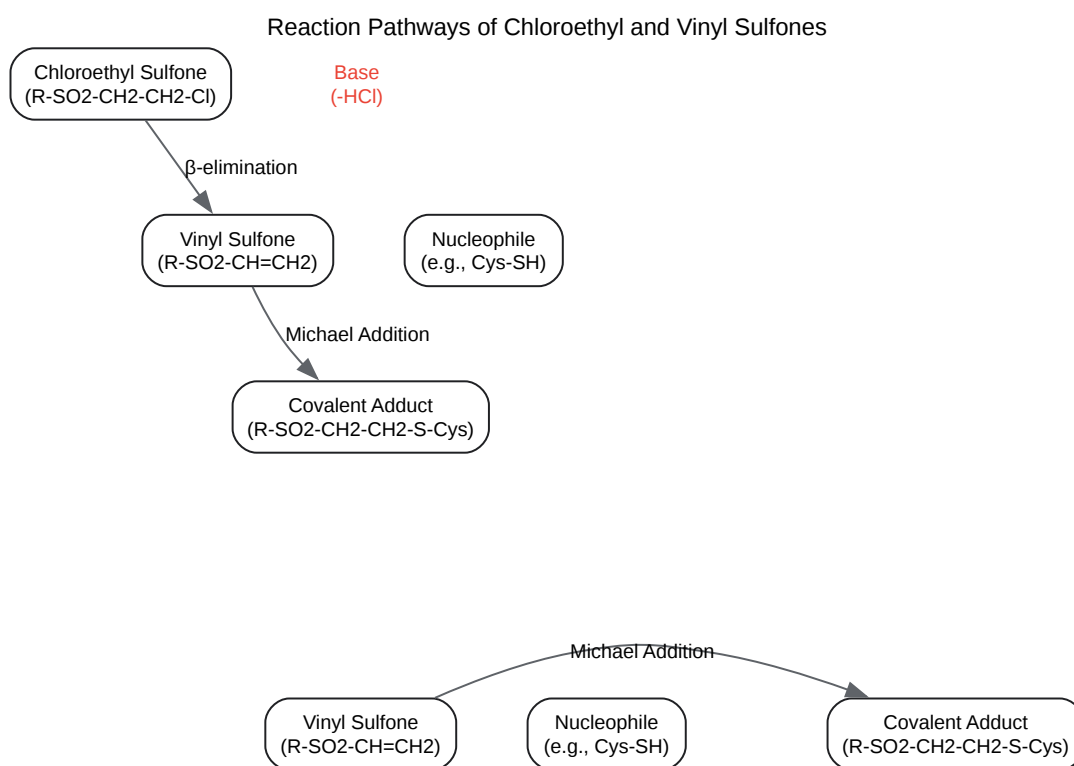 Reaction Pathways of Chloroethyl and Vinyl Sulfones
Chloroethyl Sulfone
(R-SO2-CH2-CH2-Cl)
Base
(-HCl)
β-elimination
Vinyl Sulfone
(R-SO2-CH=CH2)
Nucleophile
(e.g., Cys-SH)
Michael Addition
Covalent Adduct
(R-SO2-CH2-CH2-S-Cys)
Michael Addition
Vinyl Sulfone
(R-SO2-CH=CH2)
Nucleophile
(e.g., Cys-SH)
Covalent Adduct
(R-SO2-CH2-CH2-S-Cys)